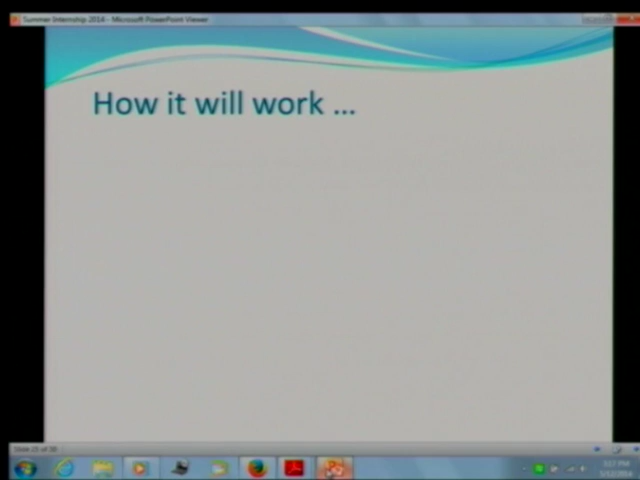 Summer Internship 2014 - Microsoft PowerPoint Viewer
How it will work ...